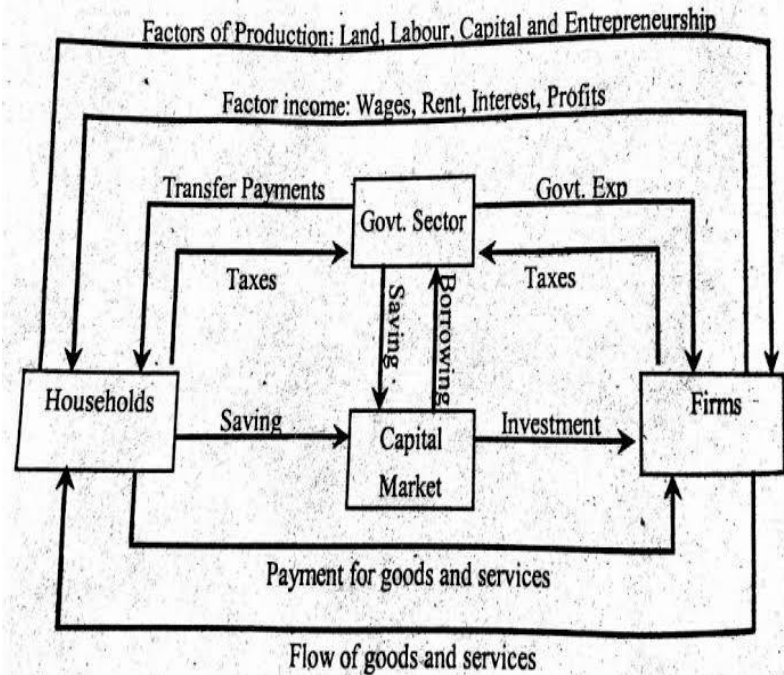 Factors of Production: Land, Labour, Capital and Entrepreneurship
Factor income: Wages, Rent, Interest, Profits
Transfer Payments
Govt. Sector
Govt. Exp
Taxes
Saving
Borrowing
Taxes
Households
Saving
Capital
Market
Investment
Firms
Payment for goods and services
Flow of goods and services